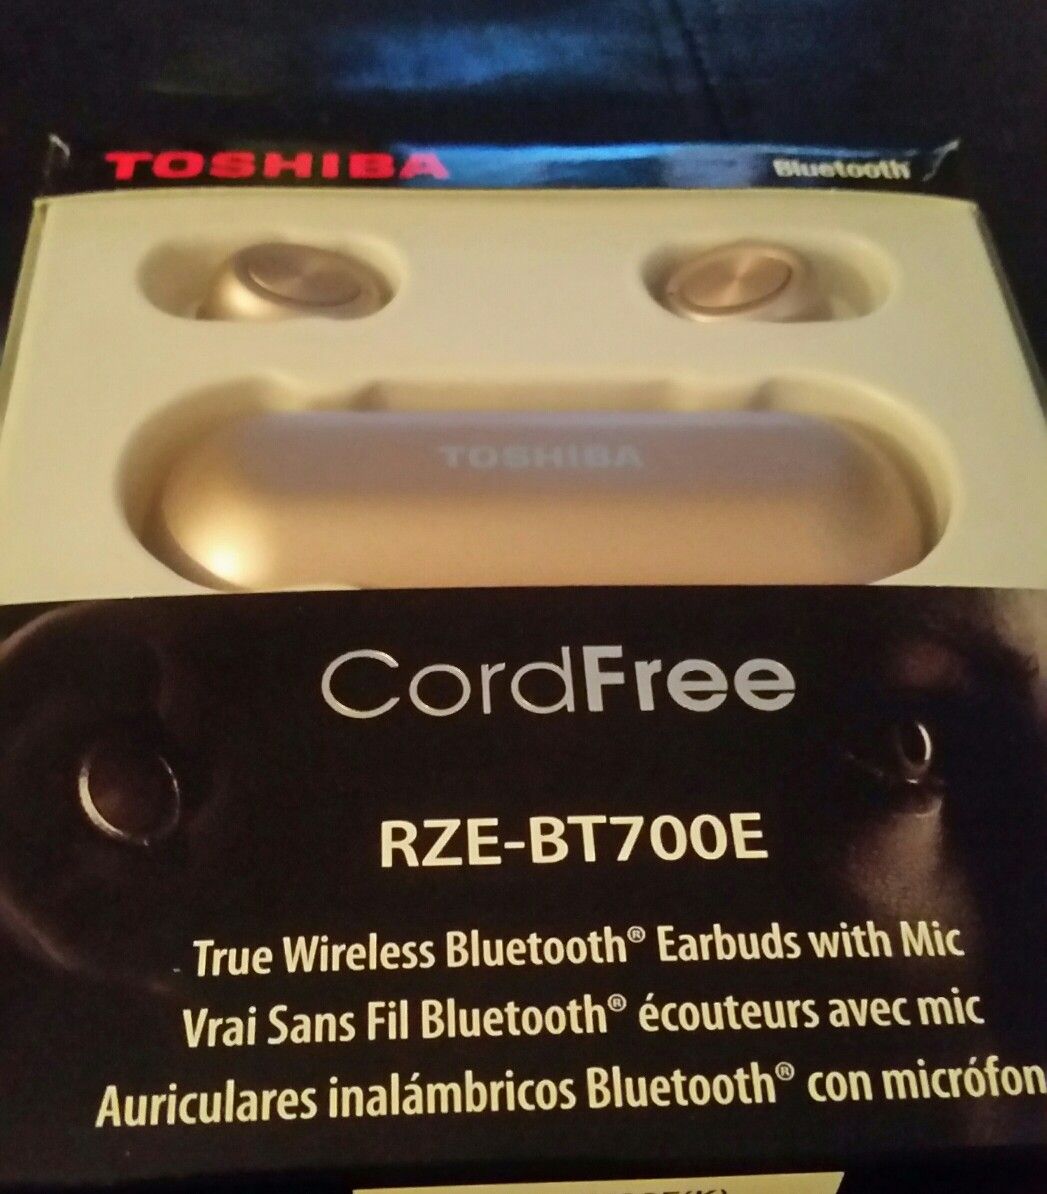 TOSHIBA
Bluetooth
TOSHIBA
CordFree
RZE-BT700E
True Wireless Bluetooth® Earbuds with Mic
Vrai Sans Fil Bluetooth® écouteurs avec mic
Auriculares inalámbricos Bluetooth® con micrófon